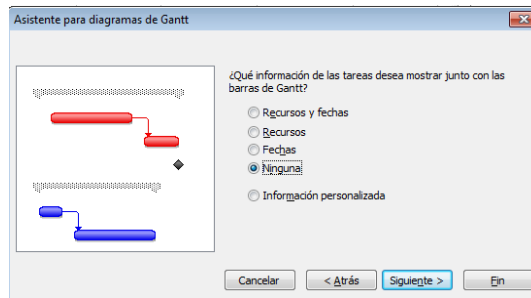 Asistente para diagramas de Gantt
¿Qué información de las tareas desea mostrar junto con las
barras de Gantt?
Recursos y fechas
Recursos
Fechas
Ninguna
Información personalizada
Cancelar
< Atrás
Siguiente >
Fin